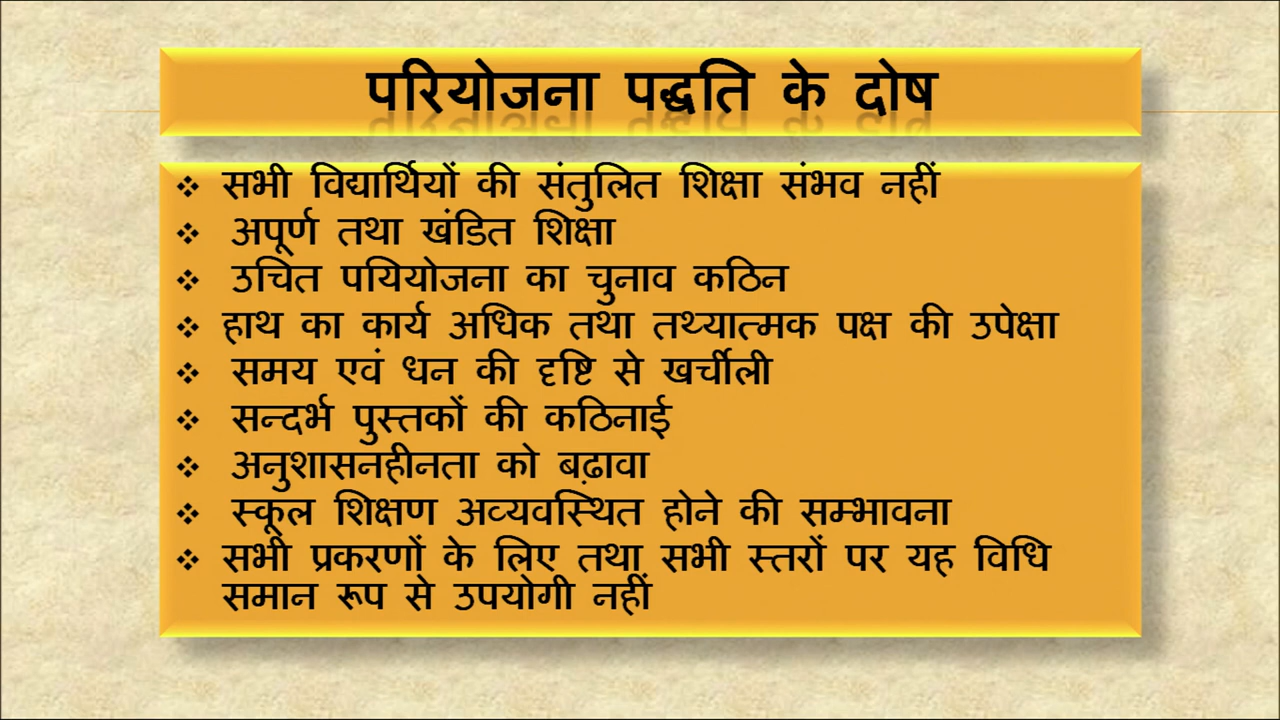 परियोजना पद्धति के दोष
❖ सभी विद्यार्थियों की संतुलित शिक्षा संभव नहीं
❖ अपूर्ण तथा खंडित शिक्षा
❖ उचित पयियोजना का चुनाव कठिन
❖ हाथ का कार्य अधिक तथा तथ्यात्मक पक्ष की उपेक्षा
❖ समय एवं धन की दृष्टि से खर्चीली
❖ सन्दर्भ पुस्तकों की कठिनाई
❖ अनुशासनहीनता को बढ़ावा
❖ स्कूल शिक्षण अव्यवस्थित होने की सम्भावना
❖ सभी प्रकरणों के लिए तथा सभी स्तरों पर यह विधि
समान रूप से उपयोगी नहीं